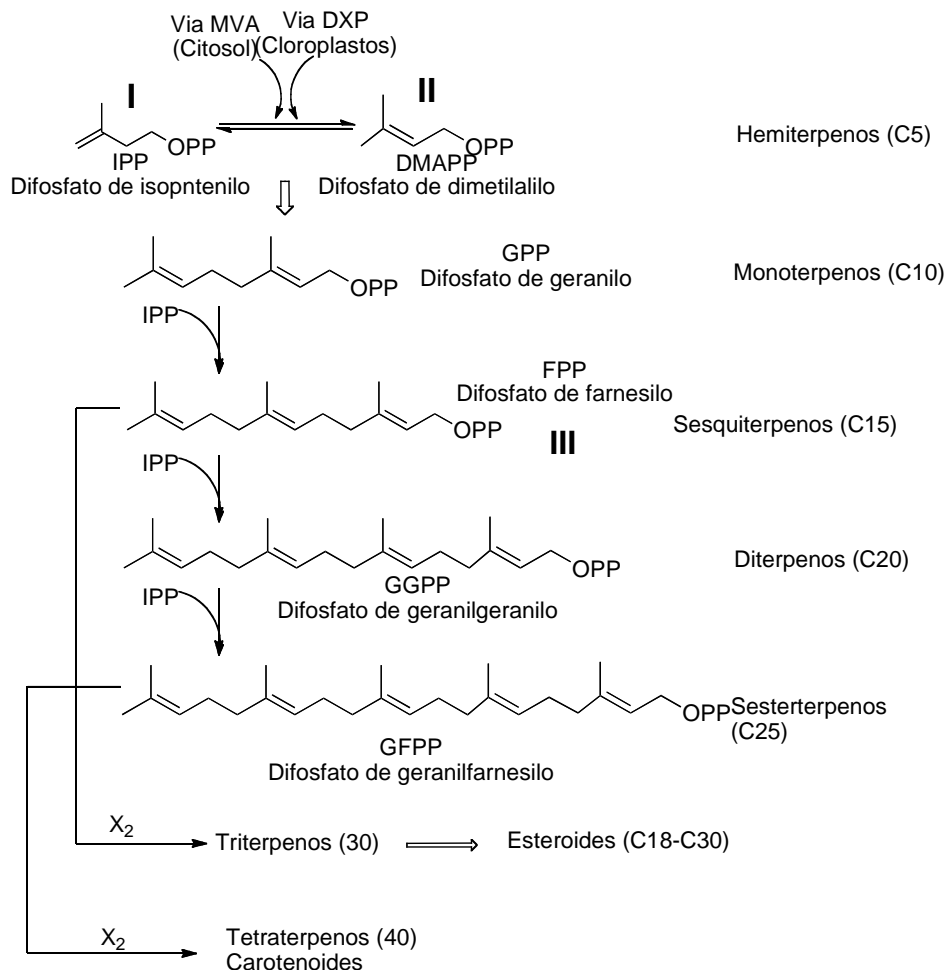 Via MVA
(Citosol)
Via DXP
(Cloroplastos)
I
II
OPP
OPP
IPP
DMAPP
Difosfato de isopntenilo
Difosfato de dimetilalilo
Hemiterpenos (C5)
OPP
GPP
Difosfato de geranilo
Monoterpenos (C10)
IPP
OPP
FPP
Difosfato de farnesilo
III
Sesquiterpenos (C15)
IPP
OPP
GGPP
Difosfato de geranilgeranilo
Diterpenos (C20)
IPP
OPP
GFPP
Difosfato de geranilfarnesilo
Sesterterpenos
(C25)
X2
Triterpenos (30)
Esteroides (C18-C30)
X2
Tetraterpenos (40)
Carotenoides